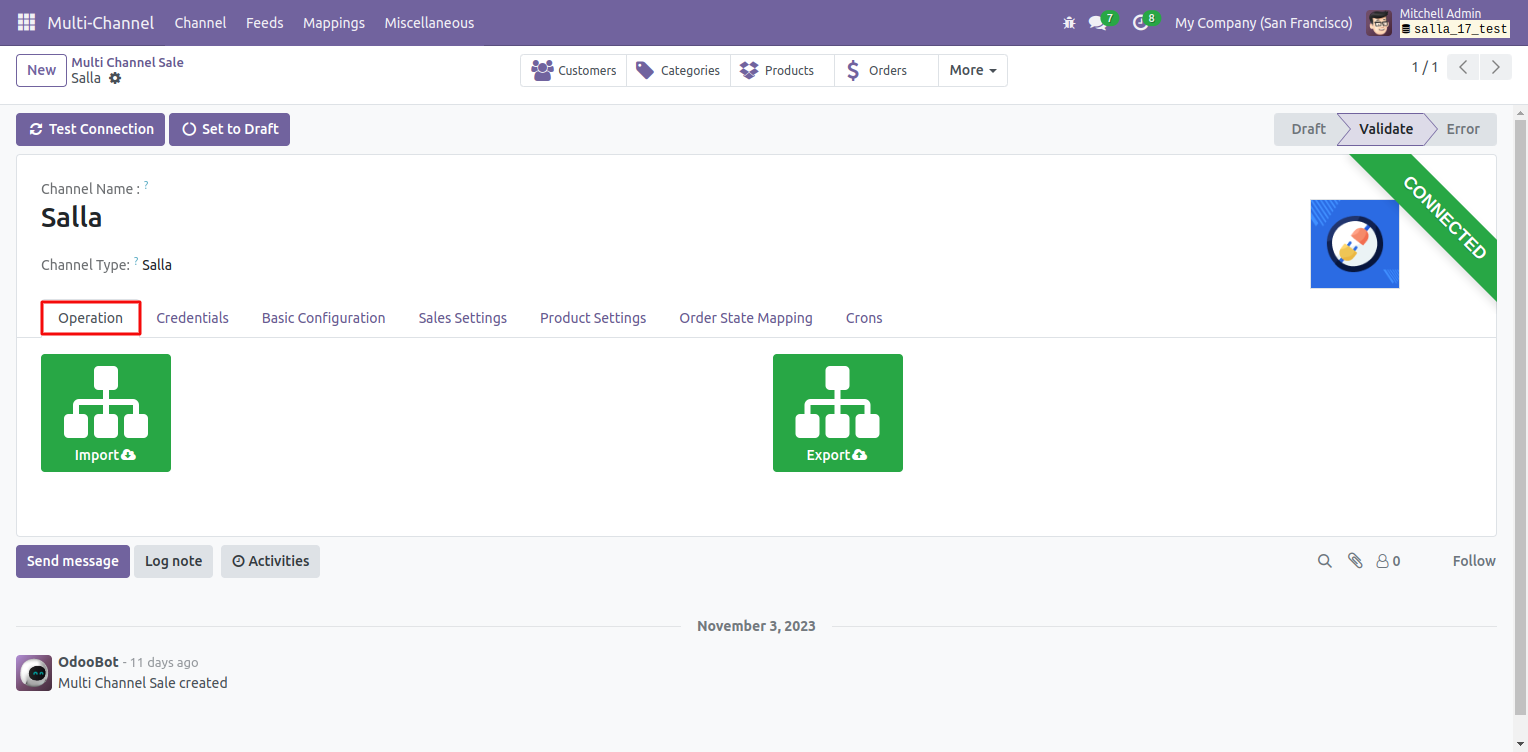 Multi-Channel Channel Feeds Mappings Miscellaneous 7 8 My Company (San Francisco) Mitchell Admin
salla_17_test
New Multi Channel Sale
Salla
Customers Categories Products Orders More 1 / 1
Test Connection Set to Draft Draft Validate Error
CONNECTED
Channel Name : ?
Salla
Channel Type: ? Salla
Operation Credentials Basic Configuration Sales Settings Product Settings Order State Mapping Crons
Import Export
Send message Log note Activities 0 Follow
November 3, 2023
OdooBot - 11 days ago
Multi Channel Sale created